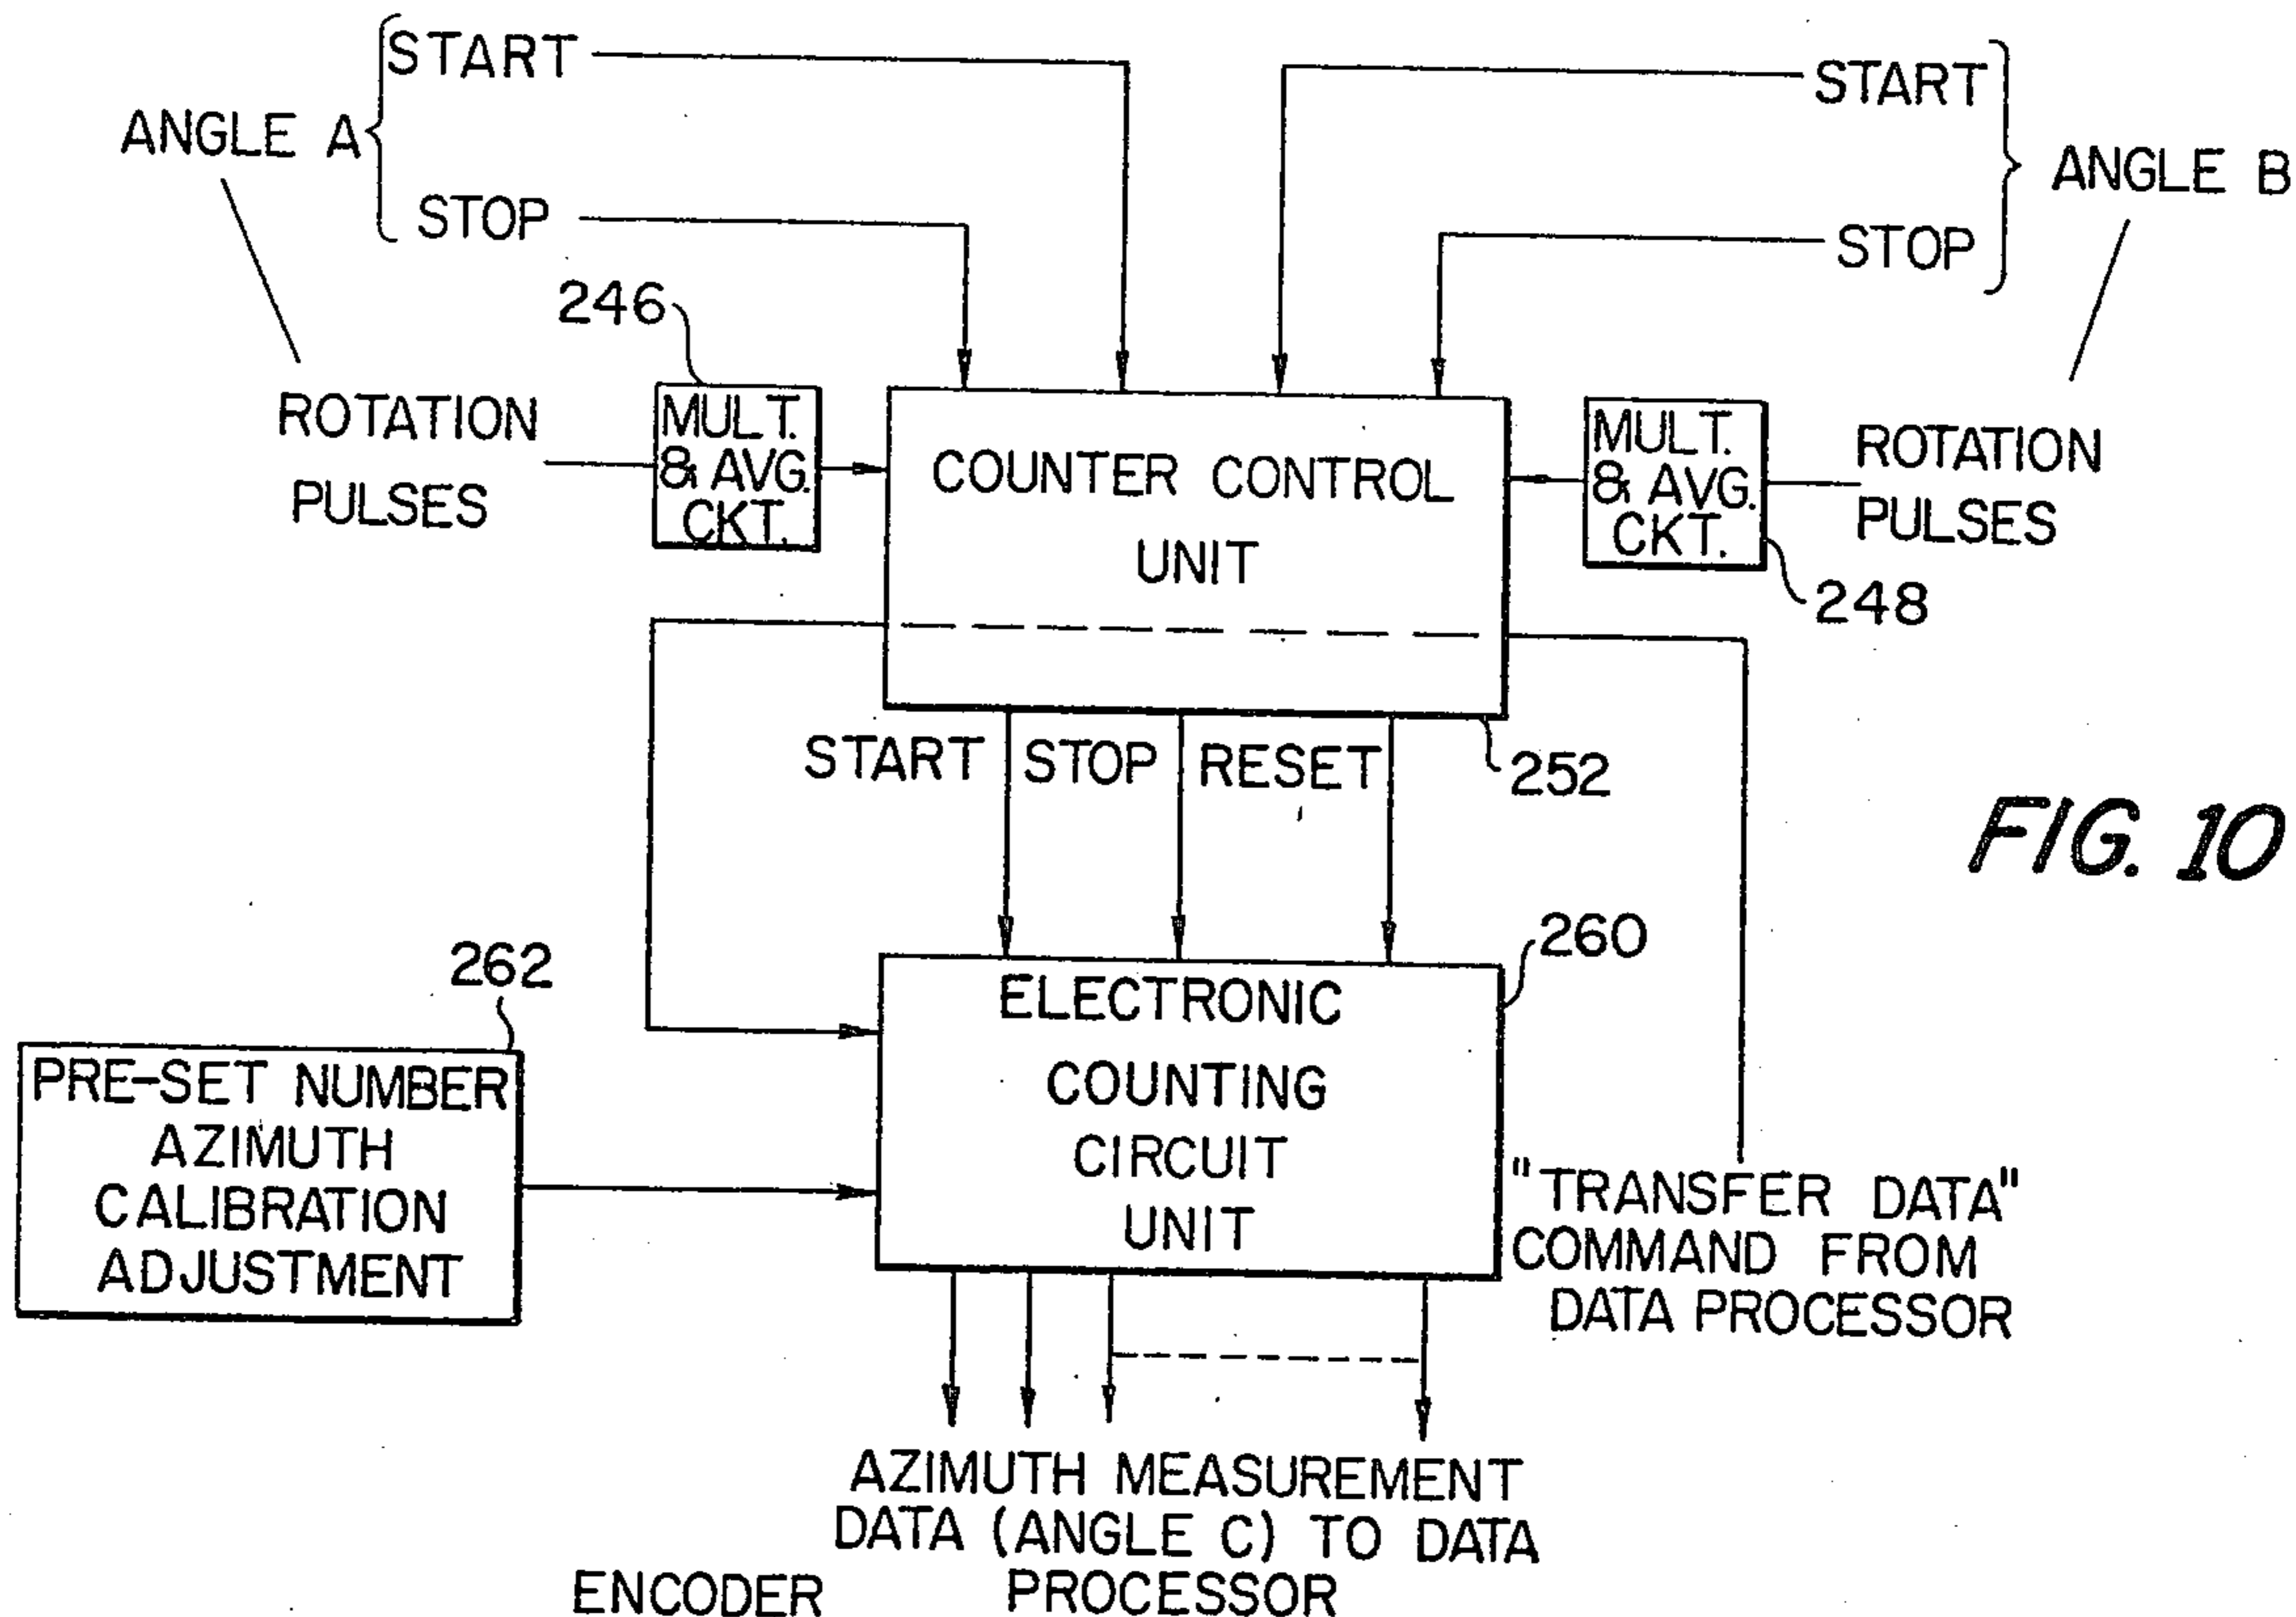 START
ANGLE A
STOP
START
ANGLE B
STOP
246
ROTATION
PULSES
MULT.
& AVG.
CKT.
COUNTER CONTROL
UNIT
MULT.
& AVG.
CKT.
ROTATION
PULSES
248
START STOP RESET
252
FIG. 10
260
262
ELECTRONIC
COUNTING
CIRCUIT
UNIT
PRE-SET NUMBER
AZIMUTH
CALIBRATION
ADJUSTMENT
"TRANSFER DATA"
COMMAND FROM
DATA PROCESSOR
AZIMUTH MEASUREMENT
DATA (ANGLE C) TO DATA
PROCESSOR
ENCODER